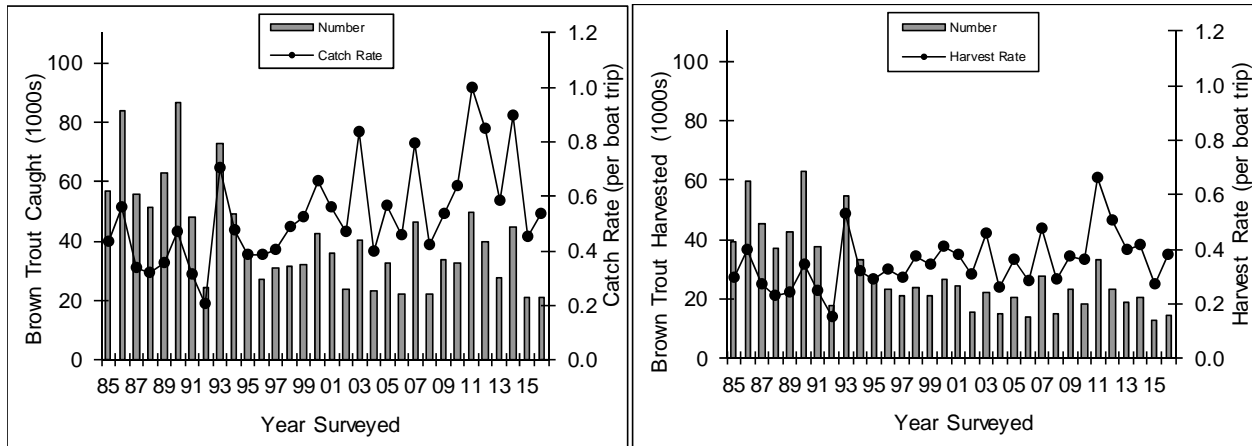 Number
Catch Rate
Brown Trout Caught (1000s)
100
80
60
40
20
0
1.2
1.0
0.8
0.6
0.4
0.2
0.0
Catch Rate (per boat trip)
85 87 89 91 93 95 97 99 01 03 05 07 09 11 13 15
Year Surveyed
Number
Harvest Rate
Brown Trout Harvested (1000s)
100
80
60
40
20
0
1.2
1.0
0.8
0.6
0.4
0.2
0.0
Harvest Rate (per boat trip)
85 87 89 91 93 95 97 99 01 03 05 07 09 11 13 15
Year Surveyed